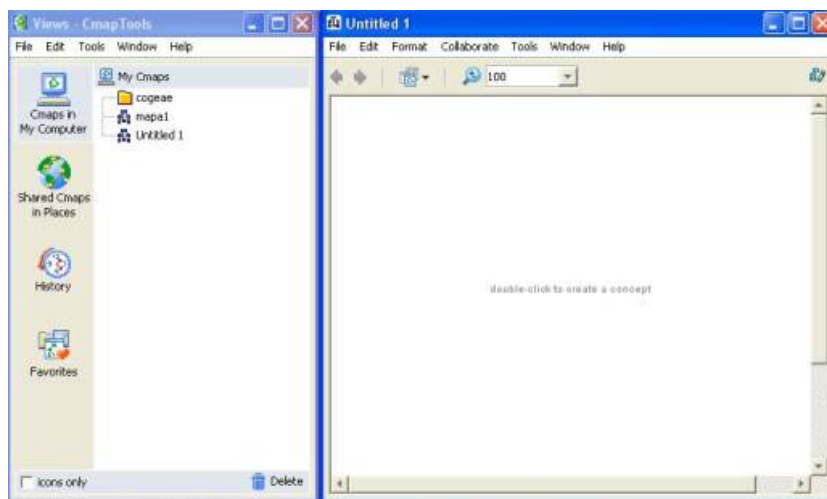 Views - CmapTools
File Edit Tools Window Help
Cmaps in
My Computer
Shared Cmaps
in Places
History
Favorites
My Cmaps
cogeae
mapa1
Untitled 1
icons only
Delete
Untitled 1
File Edit Format Collaborate Tools Window Help
100
double-click to create a concept